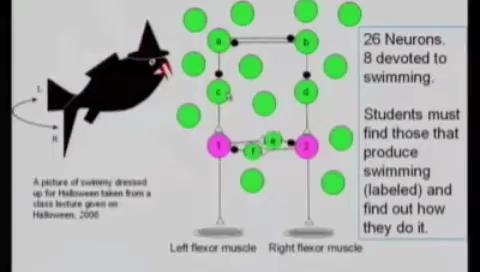 a
b
26 Neurons.
8 devoted to
swimming.
L
c
d
Students must
find those that
produce
swimming
(labeled) and
find out how
they do it.
R
1
e
f
2
A picture of swimmy dressed
up for Halloween taken from a
class lecture given on
Halloween, 2006
Left flexor muscle
Right flexor muscle